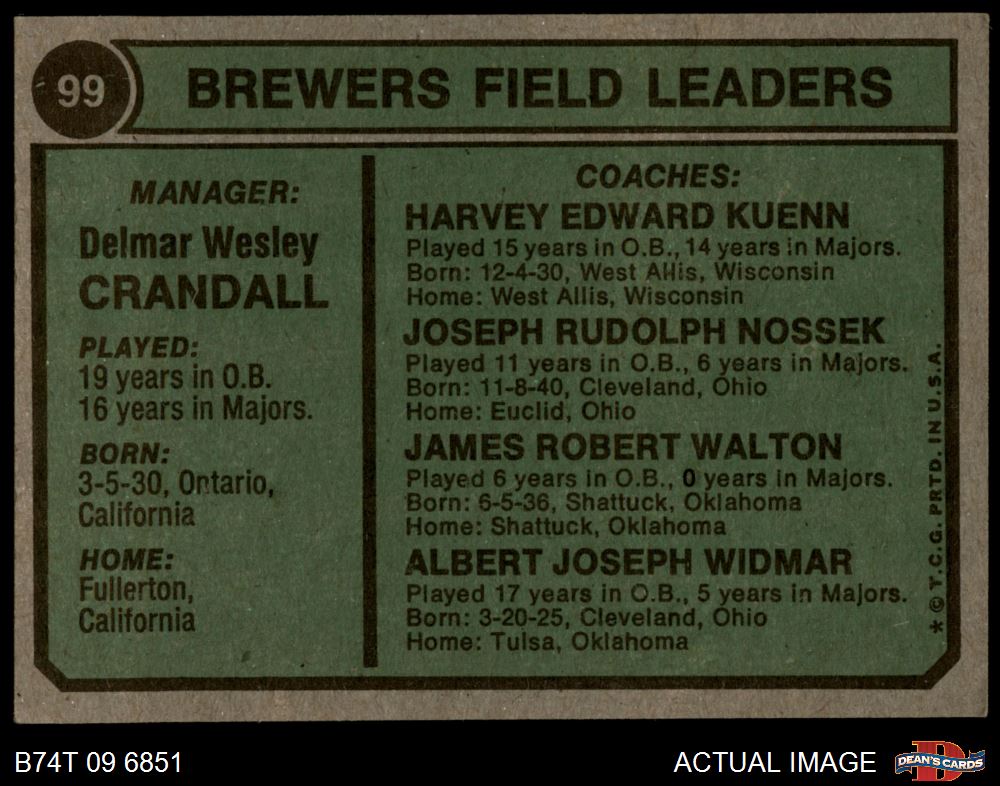 99
BREWERS FIELD LEADERS
MANAGER:
Delmar Wesley
CRANDALL
PLAYED:
19 years in O.B.
16 years in Majors.
BORN:
3-5-30, Ontario,
California
HOME:
Fullerton,
California
COACHES:
HARVEY EDWARD KUENN
Played 15 years in O.B., 14 years in Majors.
Born: 12-4-30, West Allis, Wisconsin
Home: West Allis, Wisconsin
JOSEPH RUDOLPH NOSSEK
Played 11 years in O.B., 6 years in Majors.
Born: 11-8-40, Cleveland, Ohio
Home: Euclid, Ohio
JAMES ROBERT WALTON
Played 6 years in O.B., 0 years in Majors.
Born: 6-5-36, Shattuck, Oklahoma
Home: Shattuck, Oklahoma
ALBERT JOSEPH WIDMAR
Played 17 years in O.B., 5 years in Majors.
Born: 3-20-25, Cleveland, Ohio
Home: Tulsa, Oklahoma
* © T.C.G. PRTD. IN U.S.A.
B74T 09 6851
ACTUAL IMAGE
D
DEAN'S CARDS